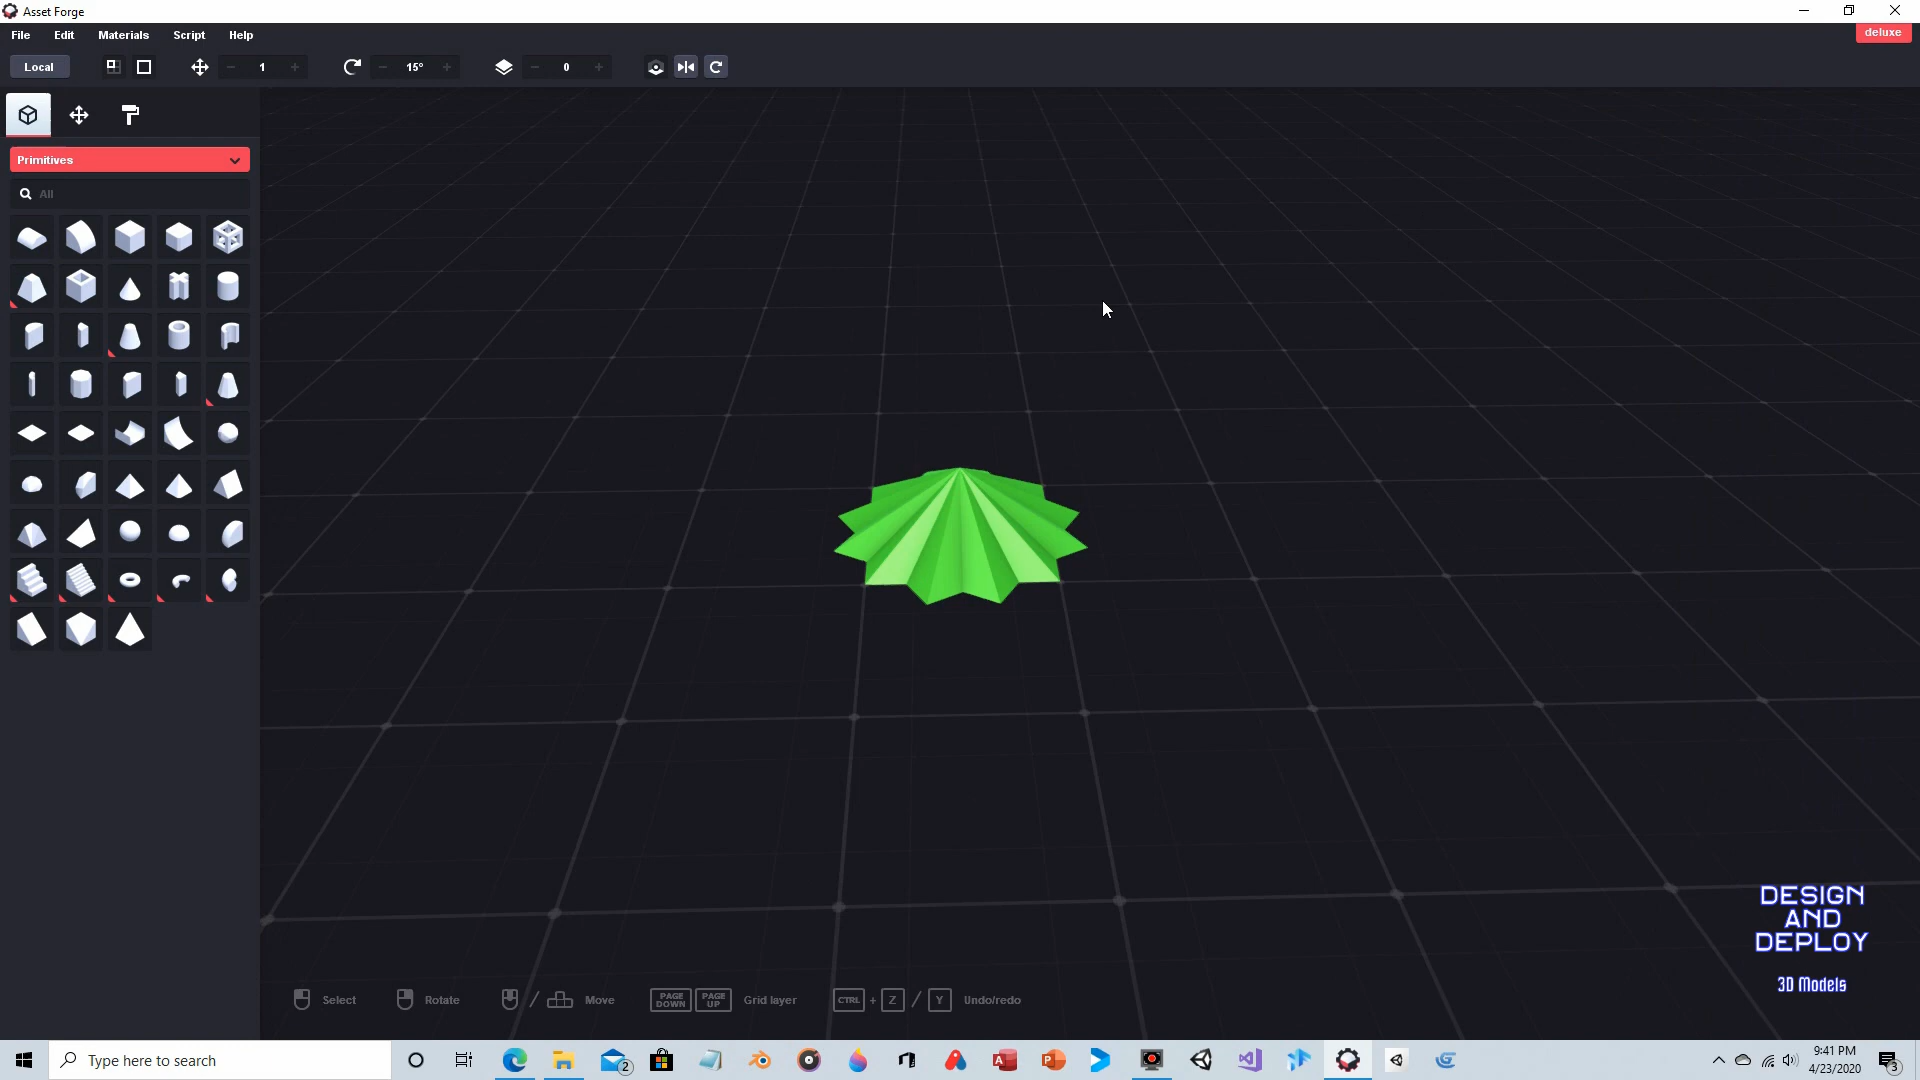 Asset Forge
File Edit Materials Script Help
deluxe
Local
1
15°
0
Primitives
All
DESIGN
AND
DEPLOY
3D Models
Select
Rotate
/
Move
PAGE DOWN
PAGE UP
Grid layer
CTRL + Z / Y
Undo/redo
Type here to search
2
9:41 PM
4/23/2020
3